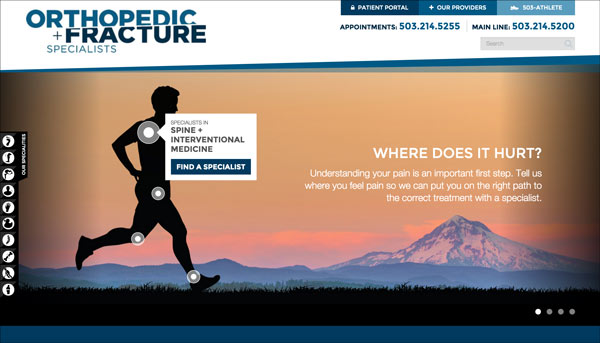 ORTHOPEDIC
+ FRACTURE
SPECIALISTS
PATIENT PORTAL
+ OUR PROVIDERS
503-ATHLETE
APPOINTMENTS: 503.214.5255
MAIN LINE: 503.214.5200
Search
OUR SPECIALTIES
SPECIALISTS IN
SPINE +
INTERVENTIONAL
MEDICINE
FIND A SPECIALIST
WHERE DOES IT HURT?
Understanding your pain is an important first step. Tell us
where you feel pain so we can put you on the right path to
the correct treatment with a specialist.